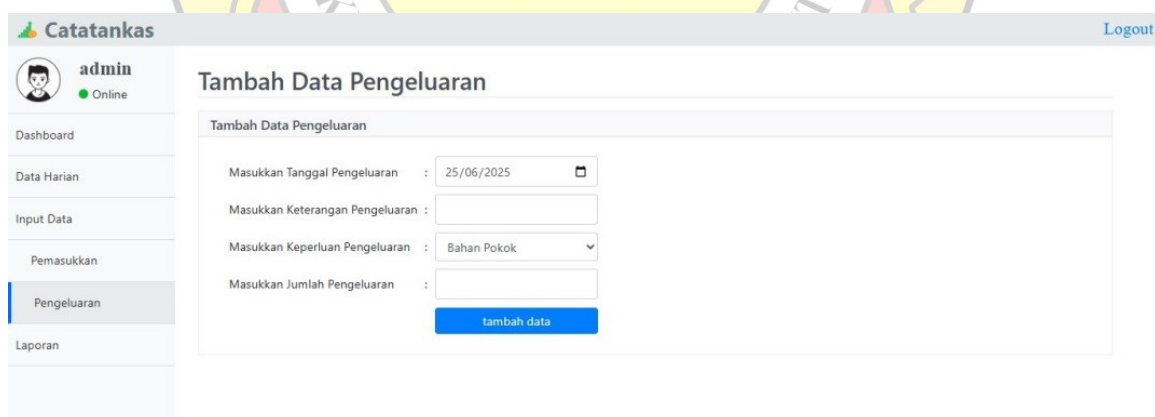 Catatankas
Logout
admin
Online
Dashboard
Data Harian
Input Data
Pemasukkan
Pengeluaran
Laporan
Tambah Data Pengeluaran
Tambah Data Pengeluaran
Masukkan Tanggal Pengeluaran : 25/06/2025
Masukkan Keterangan Pengeluaran :
Masukkan Keperluan Pengeluaran : Bahan Pokok
Masukkan Jumlah Pengeluaran :
tambah data